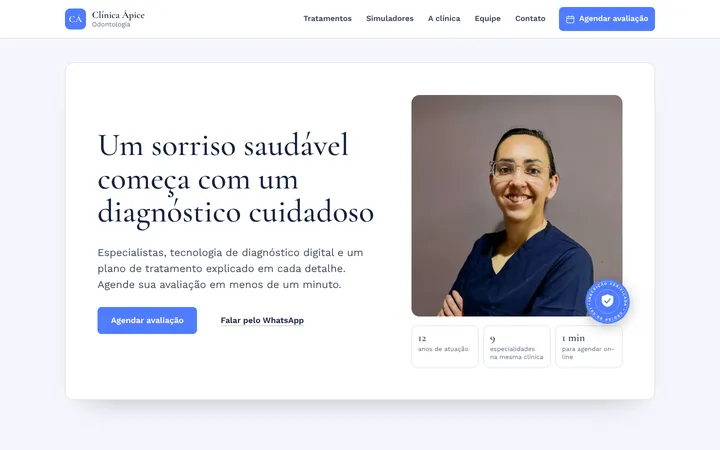 CÁ
Clínica Ápice
Odontologia
Tratamentos
Simuladores
A clínica
Equipe
Contato
Agendar avaliação
Um sorriso saudável
começa com um
diagnóstico cuidadoso
Especialistas, tecnologia de diagnóstico digital e um
plano de tratamento explicado em cada detalhe.
Agende sua avaliação em menos de um minuto.
Agendar avaliação
Falar pelo WhatsApp
12
anos de atuação
9
especialidades
na mesma clínica
1 min
para agendar on-
line